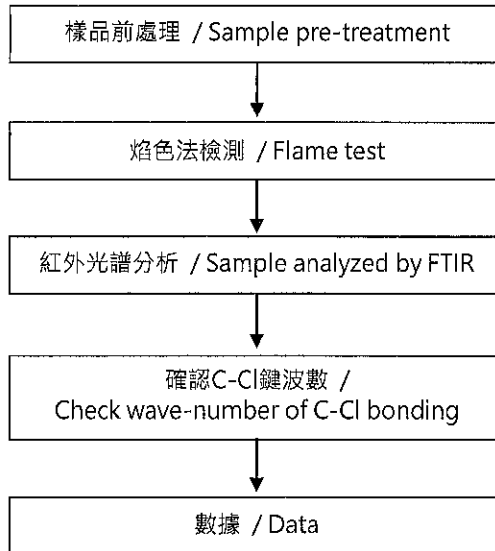 樣品前處理 / Sample pre-treatment
焰色法檢測 / Flame test
紅外光譜分析 / Sample analyzed by FTIR
確認C-Cl鍵波數 /
Check wave-number of C-Cl bonding
數據 / Data